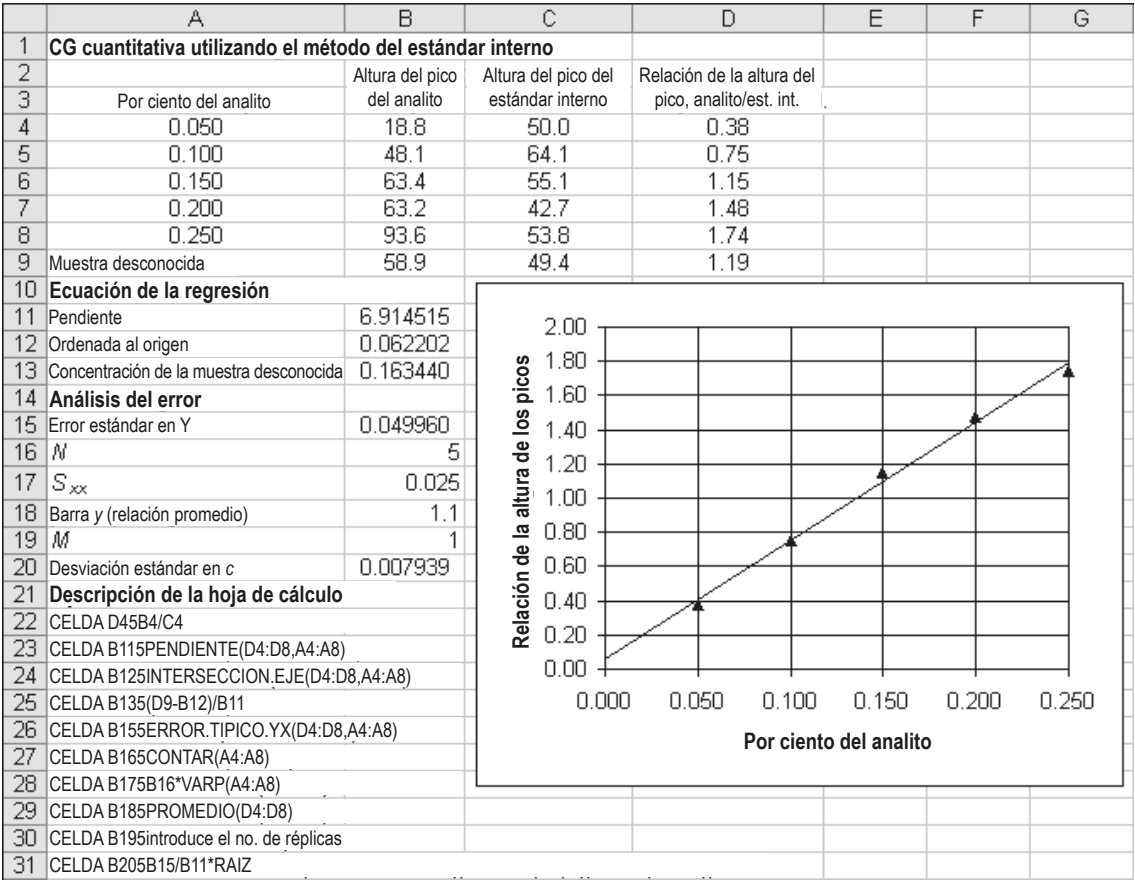 A B C D E F G
1 CG cuantitativa utilizando el método del estándar interno
2 Altura del pico Altura del pico del Relación de la altura del
3 Por ciento del analito del analito estándar interno pico, analito/est. int.
4 0.050 18.8 50.0 0.38
5 0.100 48.1 64.1 0.75
6 0.150 63.4 55.1 1.15
7 0.200 63.2 42.7 1.48
8 0.250 93.6 53.8 1.74
9 Muestra desconocida 58.9 49.4 1.19
10 Ecuación de la regresión
11 Pendiente 6.914515
12 Ordenada al origen 0.062202
13 Concentración de la muestra desconocida 0.163440
14 Análisis del error
15 Error estándar en Y 0.049960
16 N 5
17 Sxx 0.025
18 Barra y (relación promedio) 1.1
19 M 1
20 Desviación estándar en c 0.007939
21 Descripción de la hoja de cálculo
22 CELDA D45B4/C4
23 CELDA B115PENDIENTE(D4:D8,A4:A8)
24 CELDA B125INTERSECCION.EJE(D4:D8,A4:A8)
25 CELDA B135(D9-B12)/B11
26 CELDA B155ERROR.TIPICO.YX(D4:D8,A4:A8)
27 CELDA B165CONTAR(A4:A8)
28 CELDA B175B16*VARP(A4:A8)
29 CELDA B185PROMEDIO(D4:D8)
30 CELDA B195introduce el no. de réplicas
31 CELDA B205B15/B11*RAIZ
Relación de la altura de los picos
2.00
1.80
1.60
1.40
1.20
1.00
0.80
0.60
0.40
0.20
0.00
0.000 0.050 0.100 0.150 0.200 0.250
Por ciento del analito